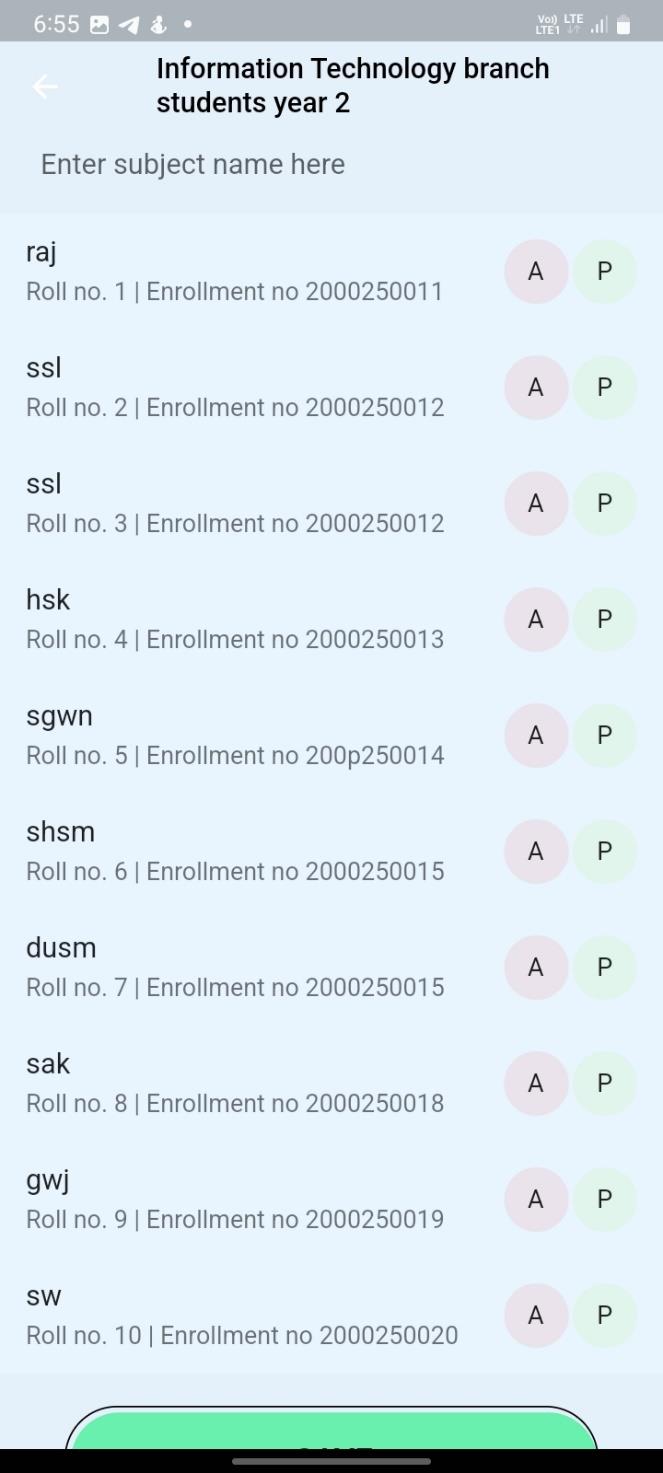 6:55
Vo)) LTE
LTE1
Information Technology branch
students year 2
Enter subject name here
raj
A P
Roll no. 1 | Enrollment no 2000250011
ssl
A P
Roll no. 2 | Enrollment no 2000250012
ssl
A P
Roll no. 3 | Enrollment no 2000250012
hsk
A P
Roll no. 4 | Enrollment no 2000250013
sgwn
A P
Roll no. 5 | Enrollment no 200p250014
shsm
A P
Roll no. 6 | Enrollment no 2000250015
dusm
A P
Roll no. 7 | Enrollment no 2000250015
sak
A P
Roll no. 8 | Enrollment no 2000250018
gwj
A P
Roll no. 9 | Enrollment no 2000250019
sw
A P
Roll no. 10 | Enrollment no 2000250020